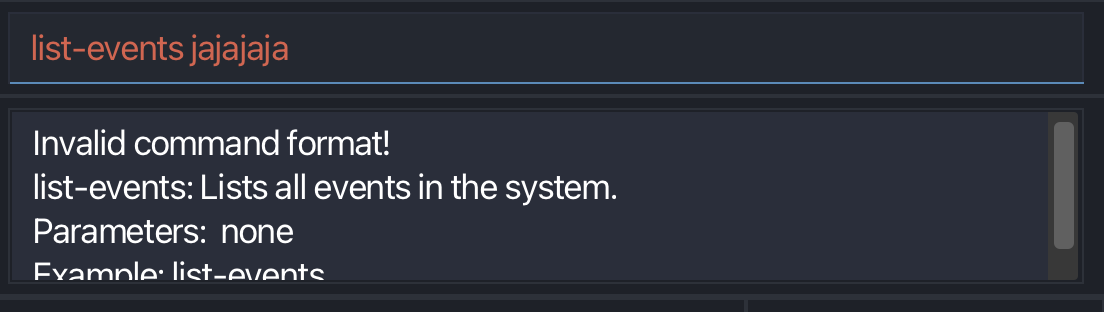 list-events jajajaja
Invalid command format!
list-events: Lists all events in the system.
Parameters:  none
Example: list-events